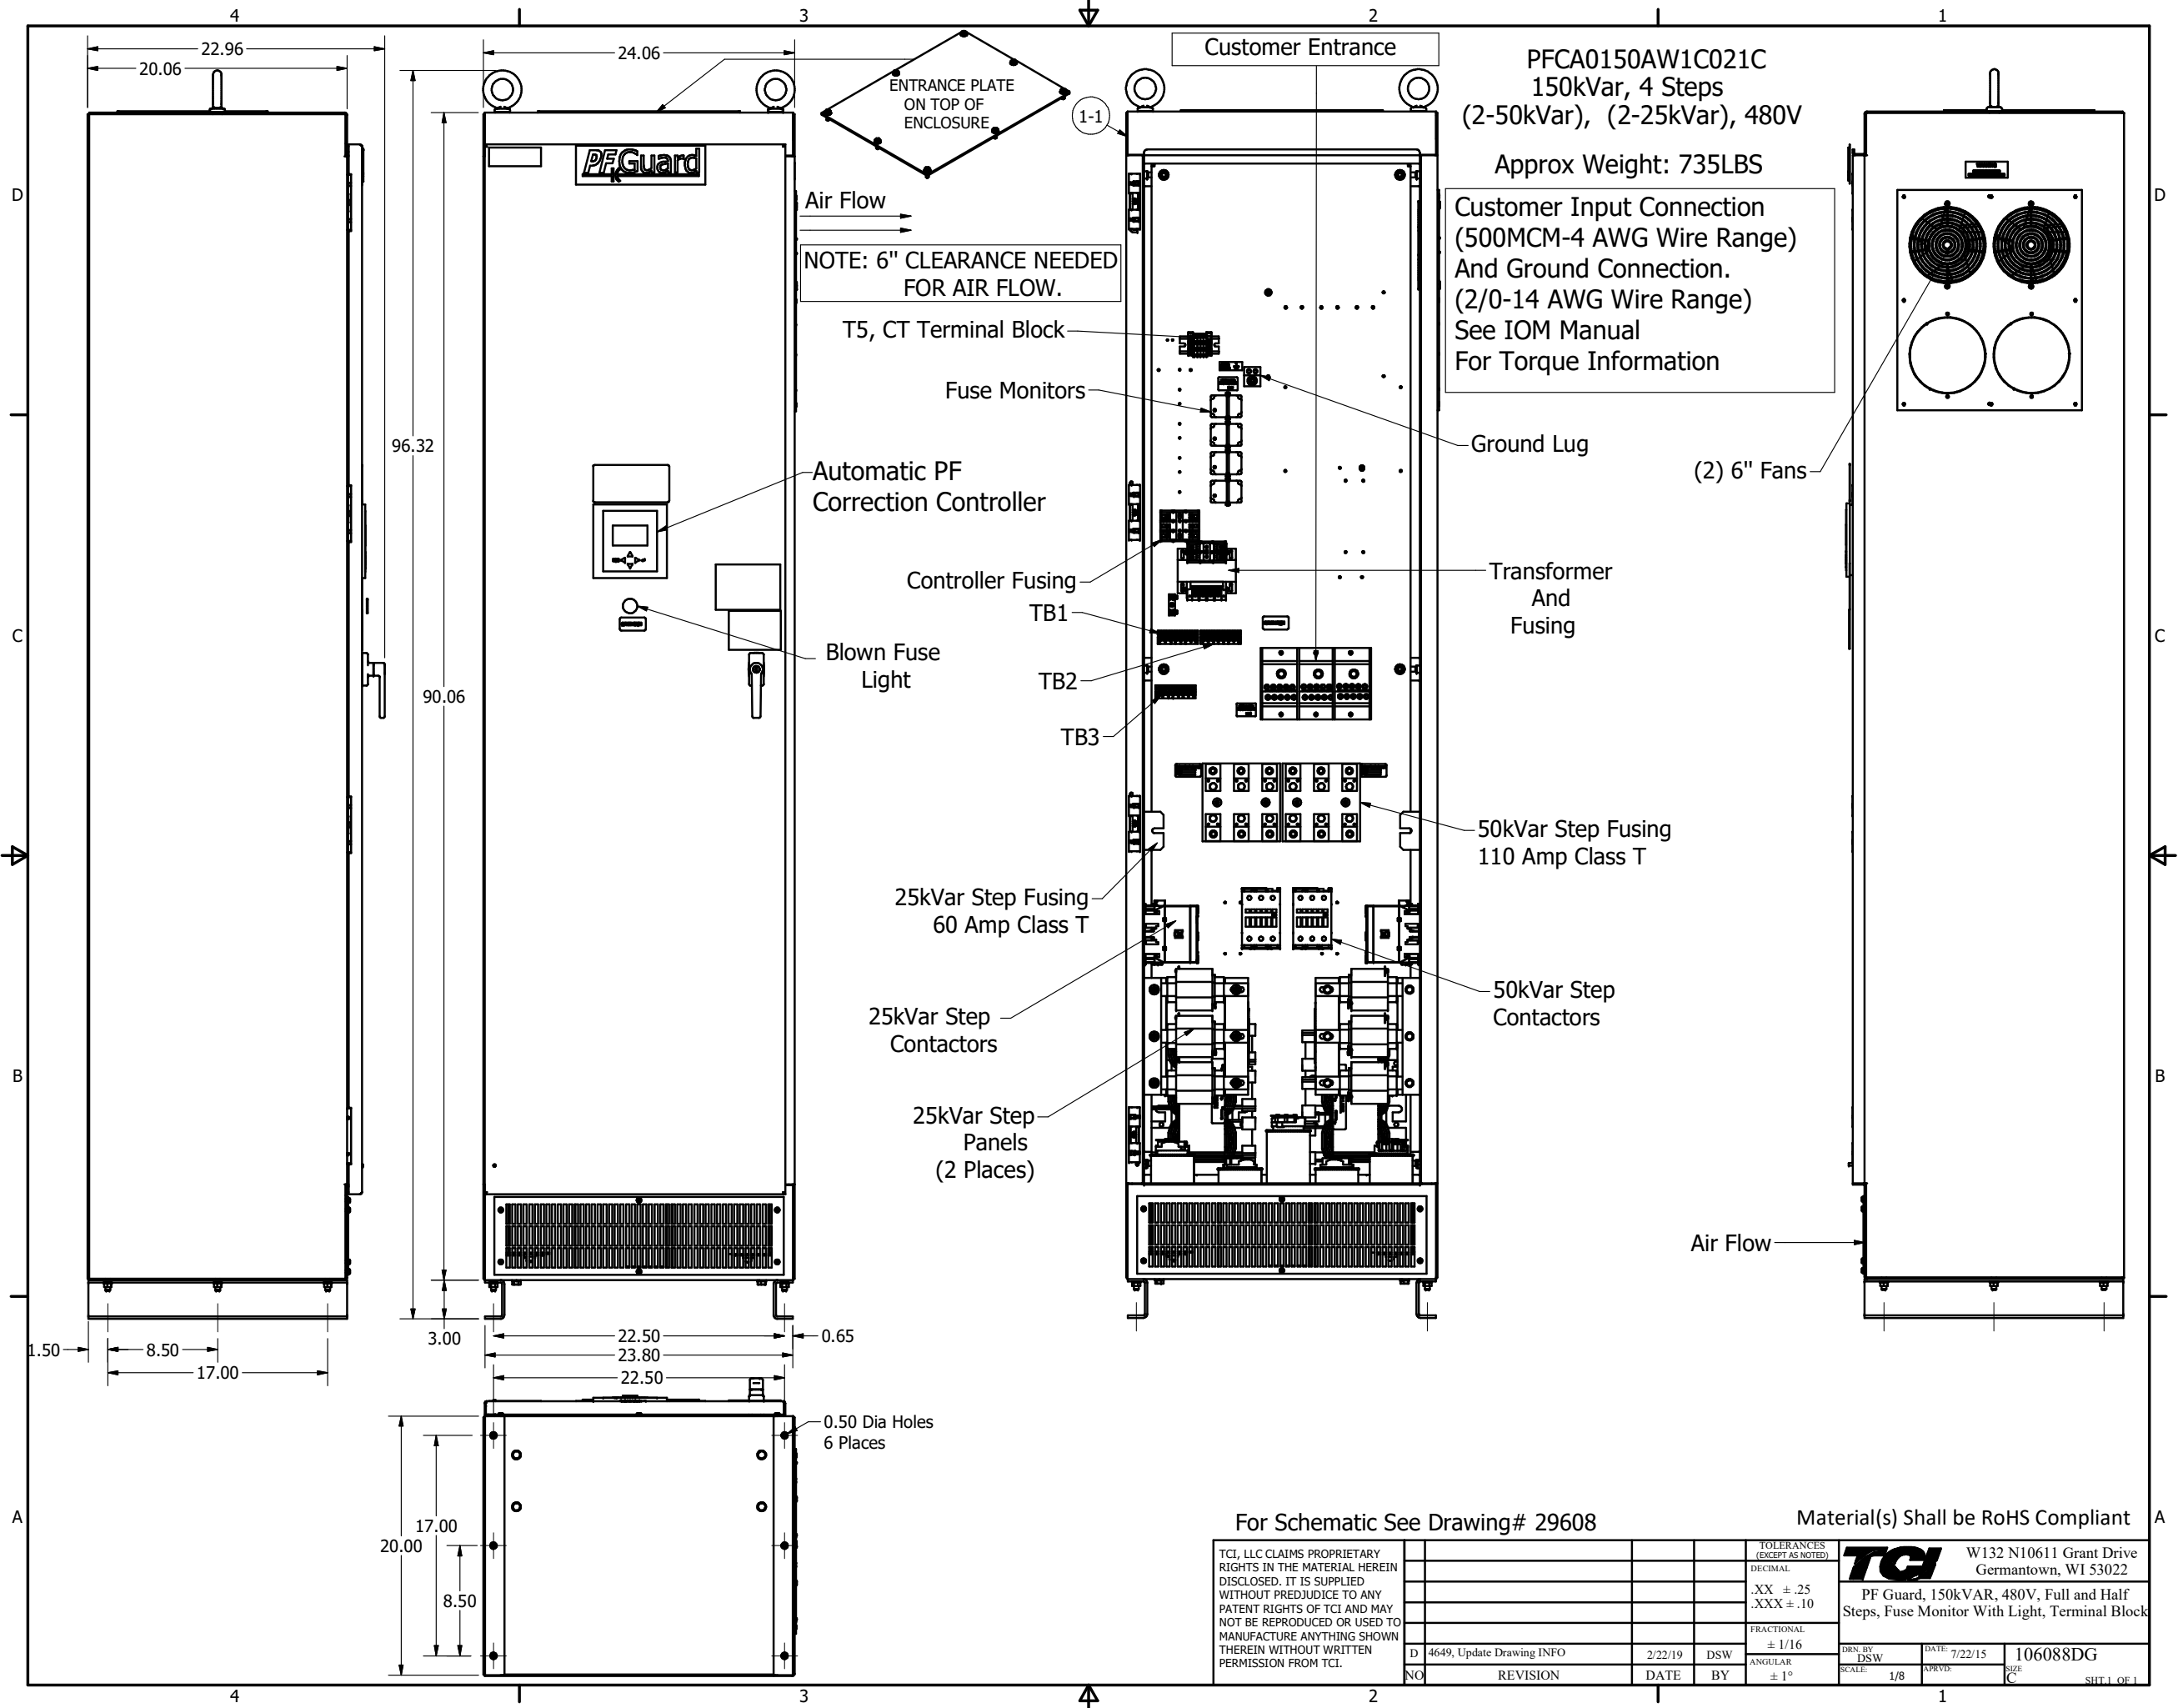 4
3
2
1
22.96
20.06
24.06
ENTRANCE PLATE
ON TOP OF
ENCLOSURE
Customer Entrance
1-1
PFCA0150AW1C021C
150kVar, 4 Steps
(2-50kVar), (2-25kVar), 480V
Approx Weight: 735LBS
Customer Input Connection
(500MCM-4 AWG Wire Range)
And Ground Connection.
(2/0-14 AWG Wire Range)
See IOM Manual
For Torque Information
D
D
PF Guard
Air Flow
NOTE: 6" CLEARANCE NEEDED
FOR AIR FLOW.
T5, CT Terminal Block
Fuse Monitors
Ground Lug
(2) 6" Fans
96.32
Automatic PF
Correction Controller
Controller Fusing
Transformer
And
Fusing
TB1
C
C
Blown Fuse
Light
TB2
90.06
TB3
50kVar Step Fusing
110 Amp Class T
25kVar Step Fusing
60 Amp Class T
50kVar Step
Contactors
25kVar Step
Contactors
B
B
25kVar Step
Panels
(2 Places)
Air Flow
3.00
22.50
0.65
1.50
8.50
23.80
17.00
22.50
0.50 Dia Holes
6 Places
A
A
17.00
20.00
8.50
For Schematic See Drawing# 29608
Material(s) Shall be RoHS Compliant
TCI, LLC CLAIMS PROPRIETARY
RIGHTS IN THE MATERIAL HEREIN
DISCLOSED. IT IS SUPPLIED
WITHOUT PREDJUDICE TO ANY
PATENT RIGHTS OF TCI AND MAY
NOT BE REPRODUCED OR USED TO
MANUFACTURE ANYTHING SHOWN
THEREIN WITHOUT WRITTEN
PERMISSION FROM TCI.
D 4649, Update Drawing INFO 2/22/19 DSW
NO REVISION DATE BY
TOLERANCES
(EXCEPT AS NOTED)
DECIMAL
.XX ± .25
.XXX ± .10
FRACTIONAL
± 1/16
ANGULAR
± 1°
TCI
W132 N10611 Grant Drive
Germantown, WI 53022
PF Guard, 150kVAR, 480V, Full and Half
Steps, Fuse Monitor With Light, Terminal Block
DRN. BY DSW
DATE: 7/22/15
106088DG
SCALE: 1/8
APRVD:
SIZE C
SHT.1 OF 1
4
3
2
1